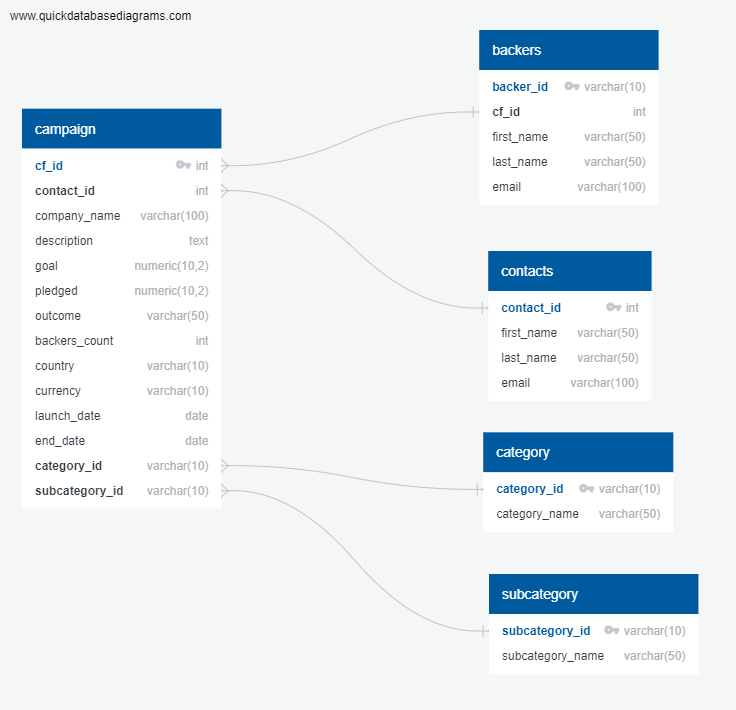 www.quickdatabasediagrams.com
campaign
cf_id int
contact_id int
company_name varchar(100)
description text
goal numeric(10,2)
pledged numeric(10,2)
outcome varchar(50)
backers_count int
country varchar(10)
currency varchar(10)
launch_date date
end_date date
category_id varchar(10)
subcategory_id varchar(10)
backers
backer_id varchar(10)
cf_id int
first_name varchar(50)
last_name varchar(50)
email varchar(100)
contacts
contact_id int
first_name varchar(50)
last_name varchar(50)
email varchar(100)
category
category_id varchar(10)
category_name varchar(50)
subcategory
subcategory_id varchar(10)
subcategory_name varchar(50)